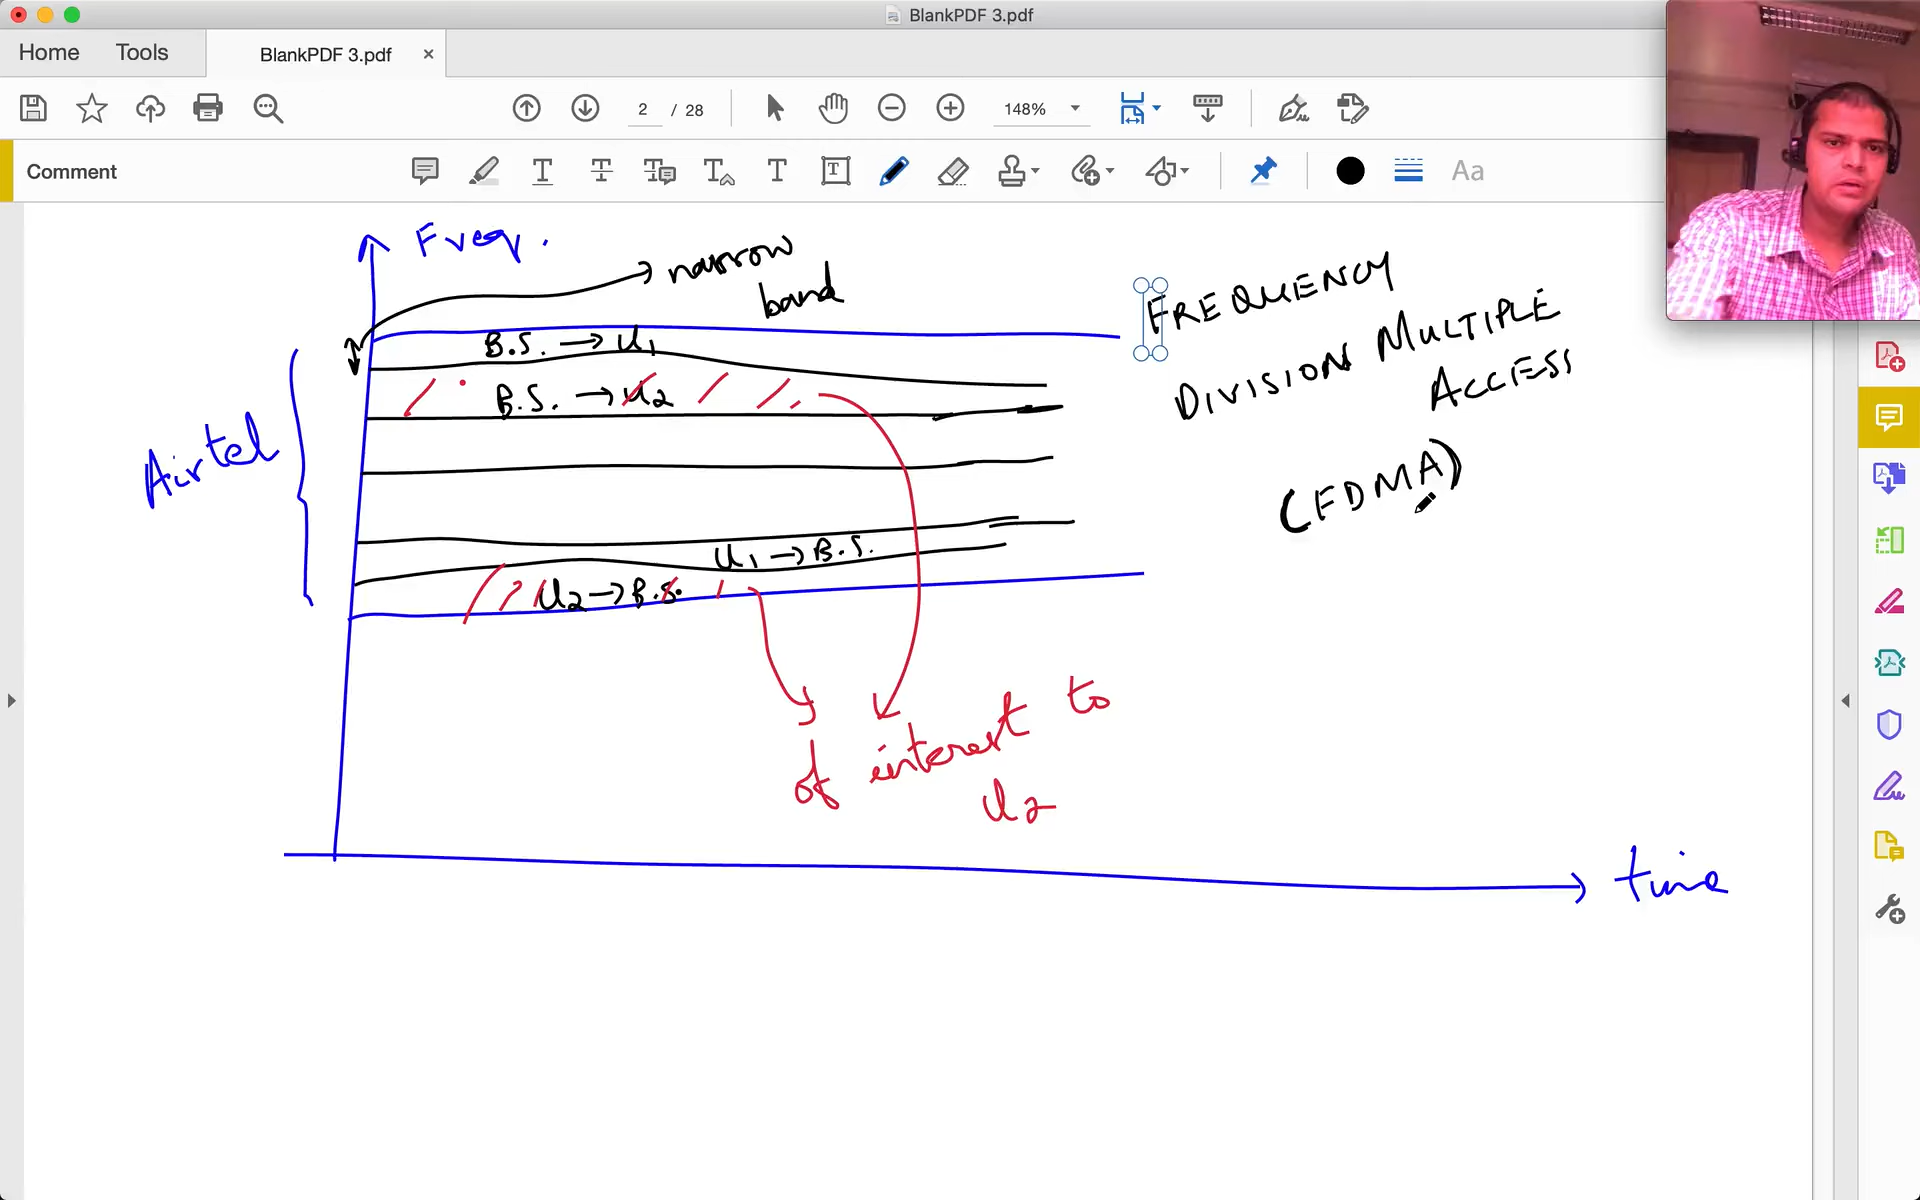 BlankPDF 3.pdf
Home Tools BlankPDF 3.pdf ×
2 / 28 148%
Comment
Aa
Freq.
narrow
band
B.S. → U1
B.S. → U2
Airtel
U1 → B.S.
U2 → B.S.
of interest to
U2
time
FREQUENCY
DIVISION MULTIPLE
ACCESS
(FDMA)